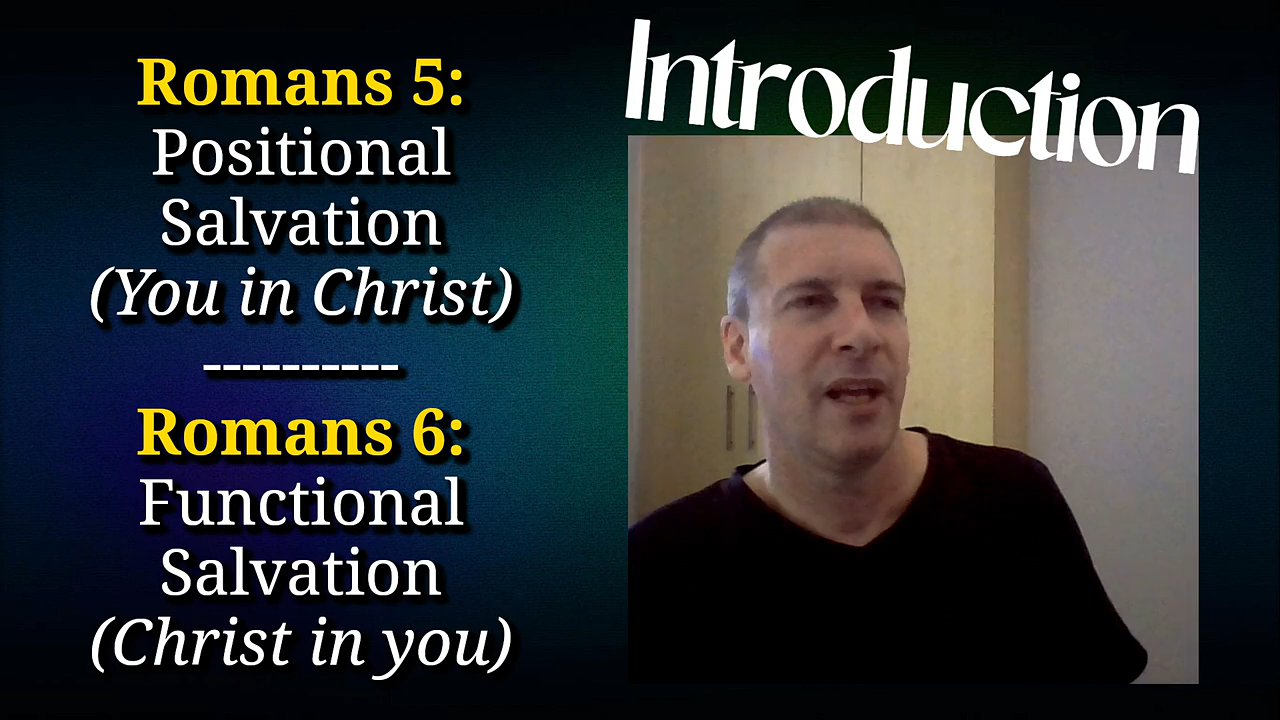 Romans 5:
Positional
Salvation
(You in Christ)
----------
Romans 6:
Functional
Salvation
(Christ in you)
Introduction